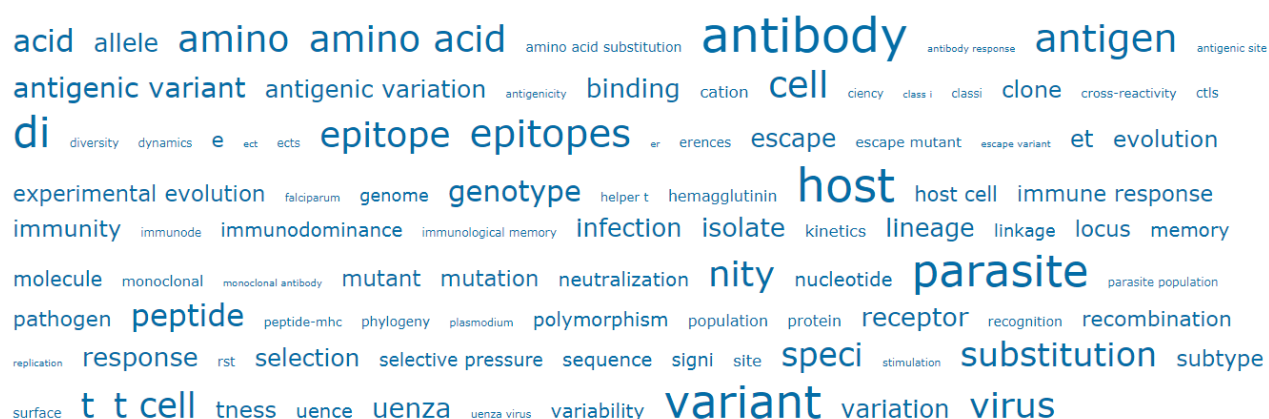 acid allele amino amino acid amino acid substitution antibody antibody response antigen antigenic site
antigenic variant antigenic variation antigenicity binding cation cell ciency class i classi clone cross-reactivity ctls
di diversity dynamics e ect ects epitope epitopes er erences escape escape mutant escape variant et evolution
experimental evolution falciparum genome genotype helper t hemagglutinin host host cell immune response
immunity immunode immunodominance immunological memory infection isolate kinetics lineage linkage locus memory
molecule monoclonal monoclonal antibody mutant mutation neutralization nity nucleotide parasite parasite population
pathogen peptide peptide-mhc phylogeny plasmodium polymorphism population protein receptor recognition recombination
replication response rst selection selective pressure sequence signi site speci stimulation substitution subtype
surface t t cell tness uence uenza uenza virus variability variant variation virus